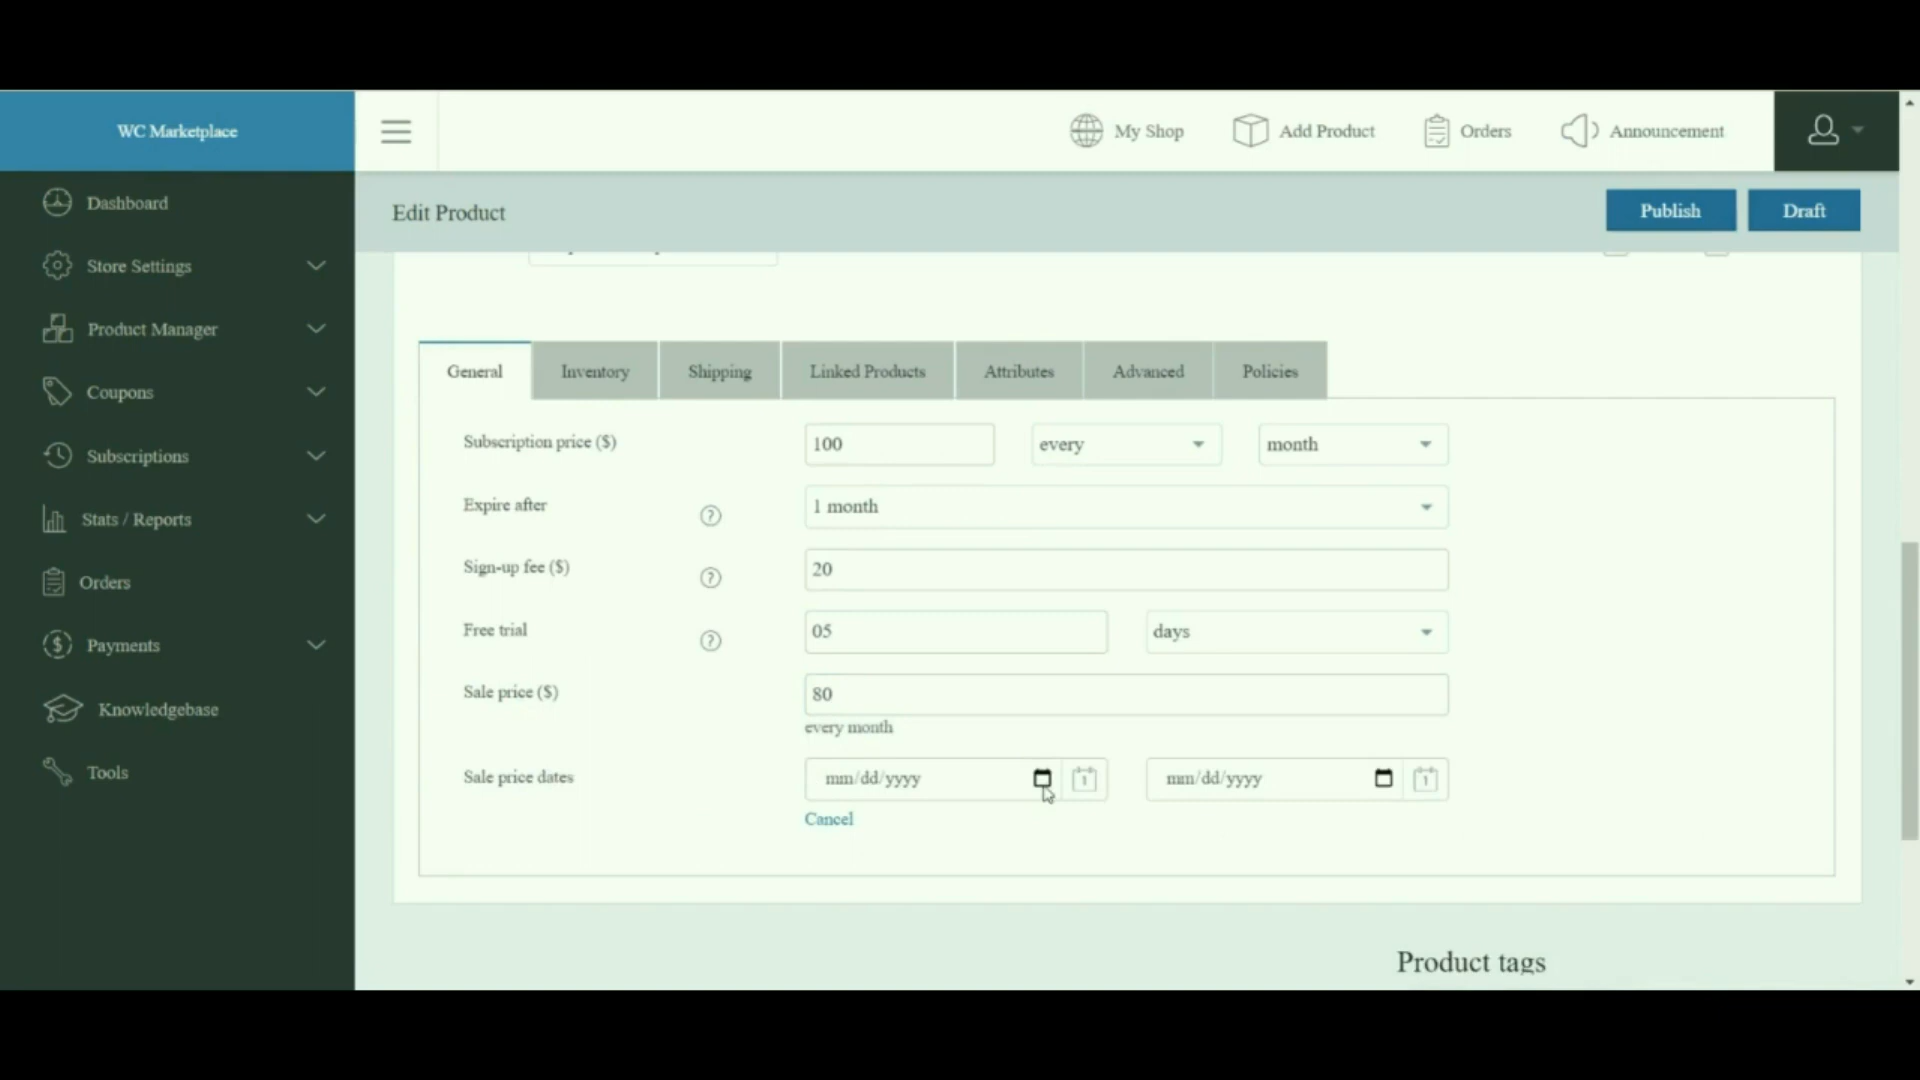 WC Marketplace
My Shop
Add Product
Orders
Announcement
Dashboard
Store Settings
Product Manager
Coupons
Subscriptions
Stats / Reports
Orders
Payments
Knowledgebase
Tools
Edit Product
Publish
Draft
General
Inventory
Shipping
Linked Products
Attributes
Advanced
Policies
Subscription price ($)
100
every
month
Expire after
?
1 month
Sign-up fee ($)
?
20
Free trial
?
05
days
Sale price ($)
80
every month
Sale price dates
mm/dd/yyyy
1
mm/dd/yyyy
1
Cancel
Product tags